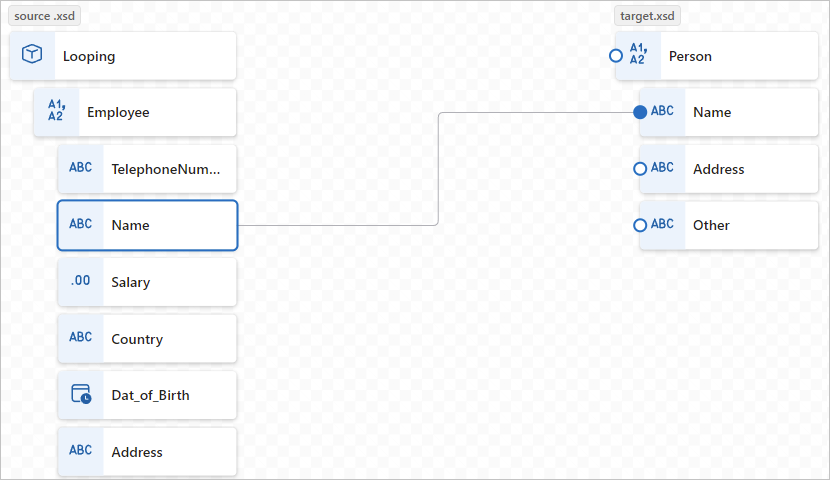 source .xsd
target.xsd
Looping
A1,
A2
Person
A1,
A2
Employee
ABC
Name
ABC
TelephoneNum...
ABC
Address
ABC
Name
ABC
Other
.00
Salary
ABC
Country
Dat_of_Birth
ABC
Address